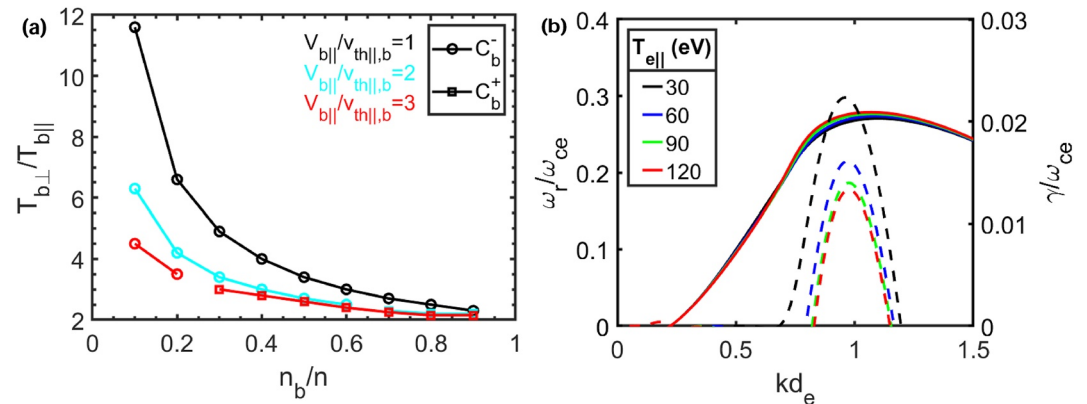 (a)
12
10
8
6
4
2
0
0.2
0.4
0.6
0.8
1
T_b⊥/T_b||
n_b/n
V_b||/v_th||,b=1
V_b||/v_th||,b=2
V_b||/v_th||,b=3
C_b^-
C_b^+
(b)
0.4
0.3
0.2
0.1
0
0
0.5
1
1.5
ω_r/ω_ce
kd_e
T_e|| (eV)
30
60
90
120
0.03
0.02
0.01
0
γ/ω_ce